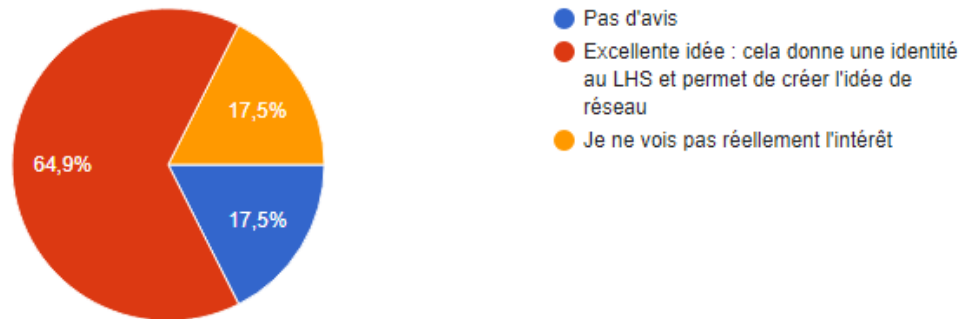 Pas d'avis
Excellente idée : cela donne une identité
au LHS et permet de créer l'idée de
réseau
Je ne vois pas réellement l'intérêt
17,5%
64,9%
17,5%